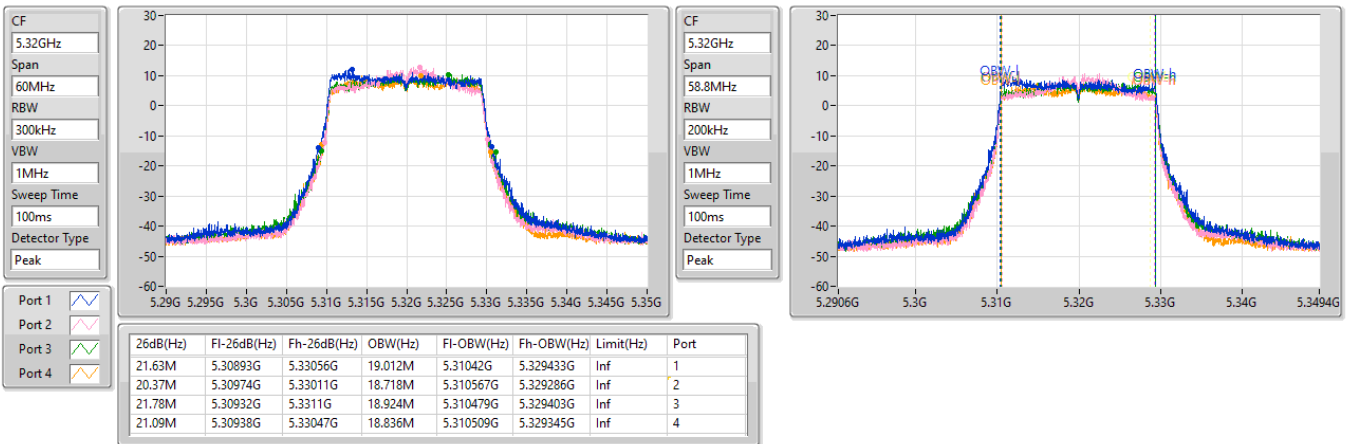 CF
5.32GHz
Span
60MHz
RBW
300kHz
VBW
1MHz
Sweep Time
100ms
Detector Type
Peak
30
20
10
0
-10
-20
-30
-40
-50
-60
5.29G 5.295G 5.3G 5.305G 5.31G 5.315G 5.32G 5.325G 5.33G 5.335G 5.34G 5.345G 5.35G
CF
5.32GHz
Span
58.8MHz
RBW
200kHz
VBW
1MHz
Sweep Time
100ms
Detector Type
Peak
30
20
10
0
-10
-20
-30
-40
-50
-60
OBW-l OBW-h
5.2906G 5.3G 5.31G 5.32G 5.33G 5.34G 5.3494G
Port 1
Port 2
Port 3
Port 4
26dB(Hz) Fl-26dB(Hz) Fh-26dB(Hz) OBW(Hz) Fl-OBW(Hz) Fh-OBW(Hz) Limit(Hz) Port
21.63M 5.30893G 5.33056G 19.012M 5.31042G 5.329433G Inf 1
20.37M 5.30974G 5.33011G 18.718M 5.310567G 5.329286G Inf 2
21.78M 5.30932G 5.3311G 18.924M 5.310479G 5.329403G Inf 3
21.09M 5.30938G 5.33047G 18.836M 5.310509G 5.329345G Inf 4